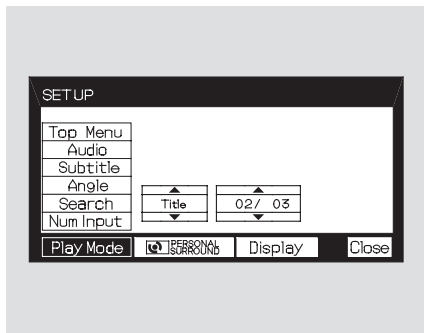 SETUP
Top Menu
Audio
Subtitle
Angle
Search
Num Input
Title
02/ 03
Play Mode
PERSONAL
SURROUND
Display
Close